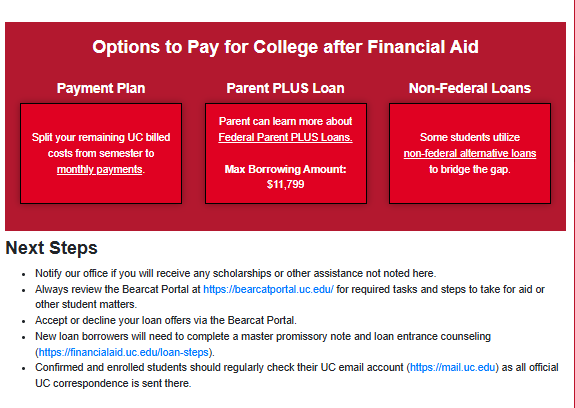 Options to Pay for College after Financial Aid
Payment Plan
Split your remaining UC billed
costs from semester to
monthly payments.
Parent PLUS Loan
Parent can learn more about
Federal Parent PLUS Loans.
Max Borrowing Amount:
$11,799
Non-Federal Loans
Some students utilize
non-federal alternative loans
to bridge the gap.
Next Steps
• Notify our office if you will receive any scholarships or other assistance not noted here.
• Always review the Bearcat Portal at https://bearcatportal.uc.edu/ for required tasks and steps to take for aid or
other student matters.
• Accept or decline your loan offers via the Bearcat Portal.
• New loan borrowers will need to complete a master promissory note and loan entrance counseling
(https://financialaid.uc.edu/loan-steps).
• Confirmed and enrolled students should regularly check their UC email account (https://mail.uc.edu) as all official
UC correspondence is sent there.